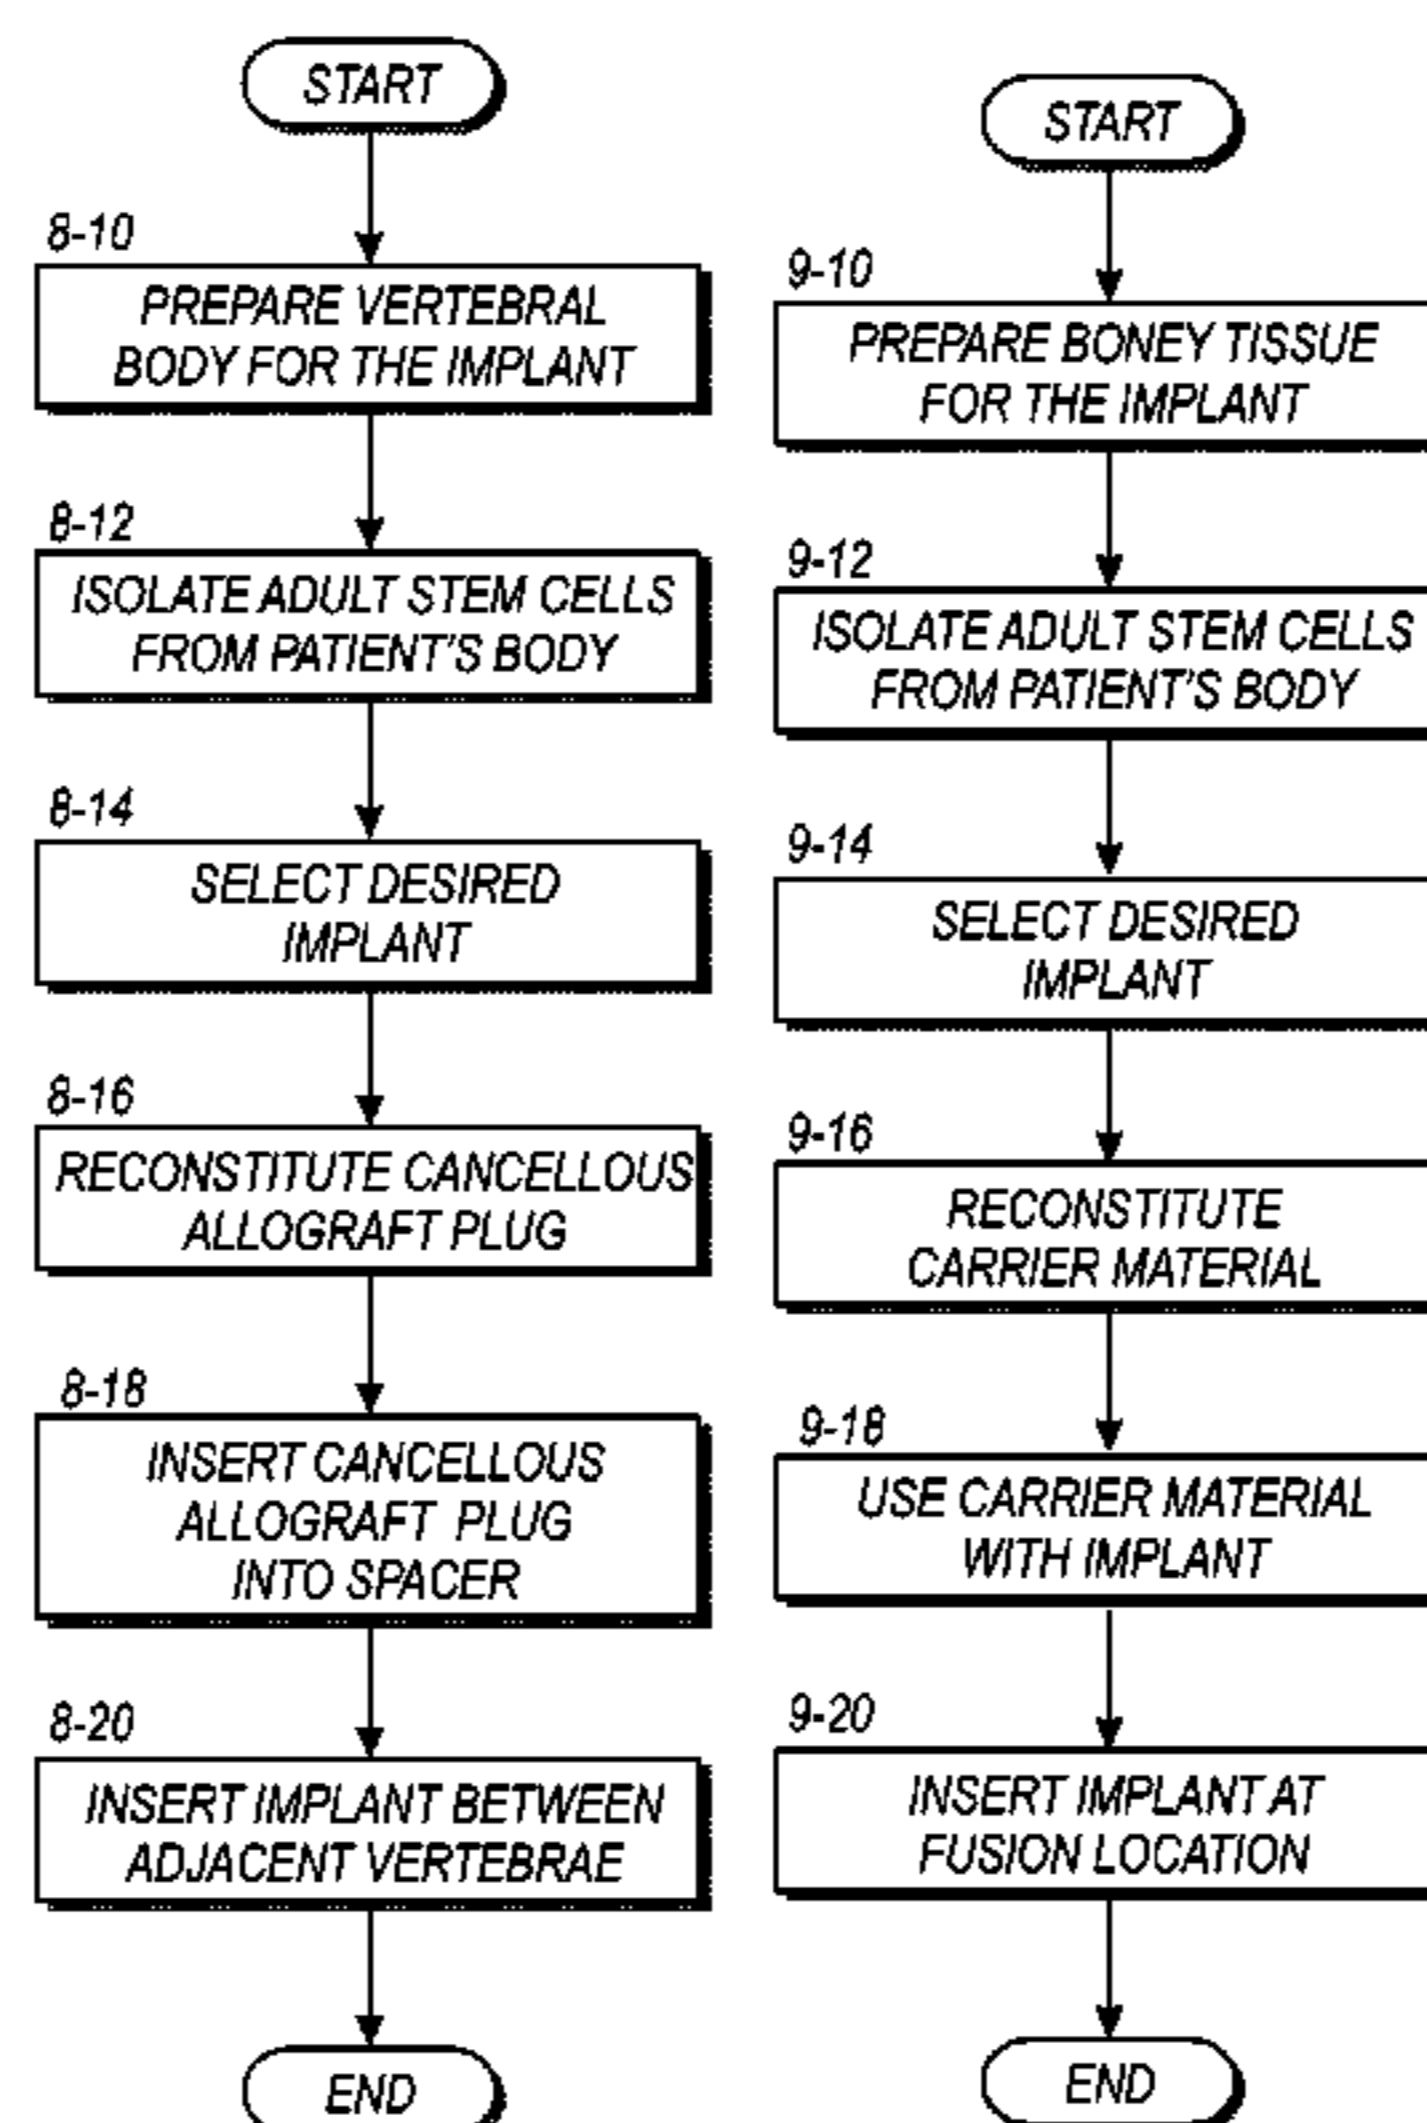 START
8-10
PREPARE VERTEBRAL
BODY FOR THE IMPLANT
8-12
ISOLATE ADULT STEM CELLS
FROM PATIENT'S BODY
8-14
SELECT DESIRED
IMPLANT
8-16
RECONSTITUTE CANCELLOUS
ALLOGRAFT PLUG
8-18
INSERT CANCELLOUS
ALLOGRAFT PLUG
INTO SPACER
8-20
INSERT IMPLANT BETWEEN
ADJACENT VERTEBRAE
END
START
9-10
PREPARE BONEY TISSUE
FOR THE IMPLANT
9-12
ISOLATE ADULT STEM CELLS
FROM PATIENT'S BODY
9-14
SELECT DESIRED
IMPLANT
9-16
RECONSTITUTE
CARRIER MATERIAL
9-18
USE CARRIER MATERIAL
WITH IMPLANT
9-20
INSERT IMPLANT AT
FUSION LOCATION
END